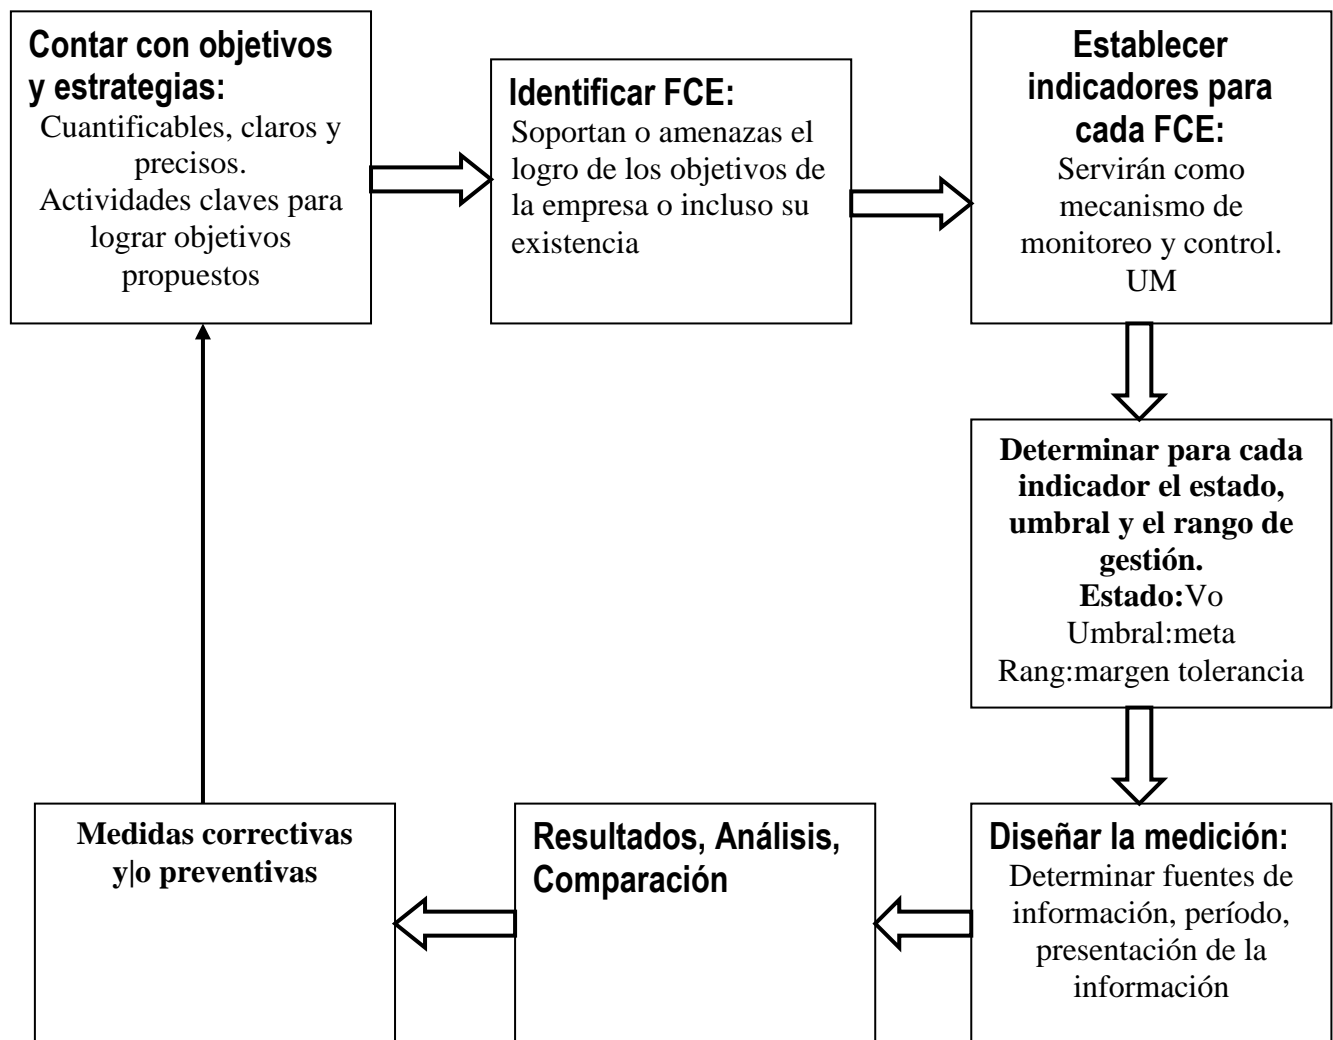 Contar con objetivos
y estrategias:
Cuantificables, claros y
precisos.
Actividades claves para
lograr objetivos
propuestos
Identificar FCE:
Soportan o amenazas el
logro de los objetivos de
la empresa o incluso su
existencia
Establecer
indicadores para
cada FCE:
Servirán como
mecanismo de
monitoreo y control.
UM
Determinar para cada
indicador el estado,
umbral y el rango de
gestión.
Estado:Vo
Umbral:meta
Rang:margen tolerancia
Diseñar la medición:
Determinar fuentes de
información, período,
presentación de la
información
Resultados, Análisis,
Comparación
Medidas correctivas
y|o preventivas